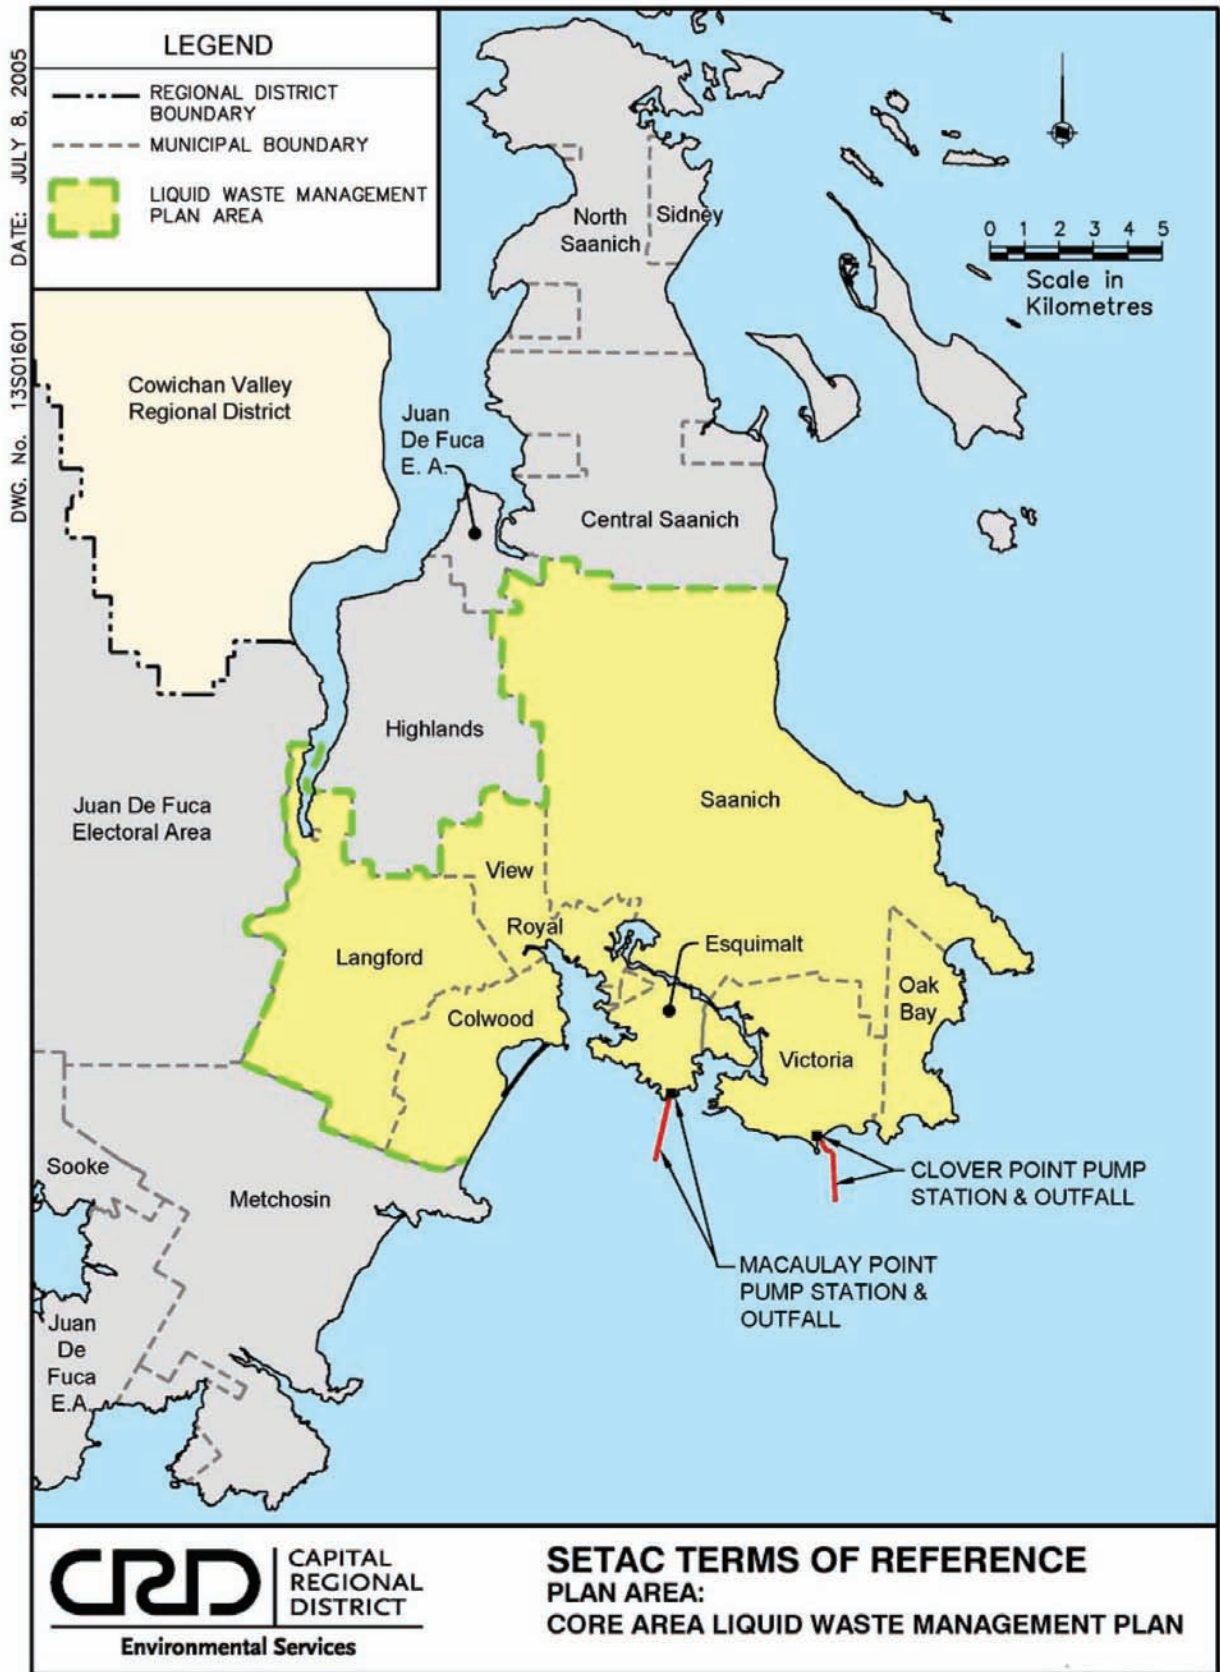 DATE: JULY 8, 2005
DWG. No. 13S01601
LEGEND
REGIONAL DISTRICT
BOUNDARY
MUNICIPAL BOUNDARY
LIQUID WASTE MANAGEMENT
PLAN AREA
0 1 2 3 4 5
Scale in
Kilometres
North
Saanich
Sidney
Cowichan Valley
Regional District
Juan
De Fuca
E. A.
Central Saanich
Highlands
Juan De Fuca
Electoral Area
Saanich
View
Royal
Langford
Esquimalt
Oak
Bay
Colwood
Victoria
Sooke
Metchosin
CLOVER POINT PUMP
STATION & OUTFALL
MACAULAY POINT
PUMP STATION &
OUTFALL
Juan
De
Fuca
E.A.
CRD
CAPITAL
REGIONAL
DISTRICT
Environmental Services
SETAC TERMS OF REFERENCE
PLAN AREA:
CORE AREA LIQUID WASTE MANAGEMENT PLAN